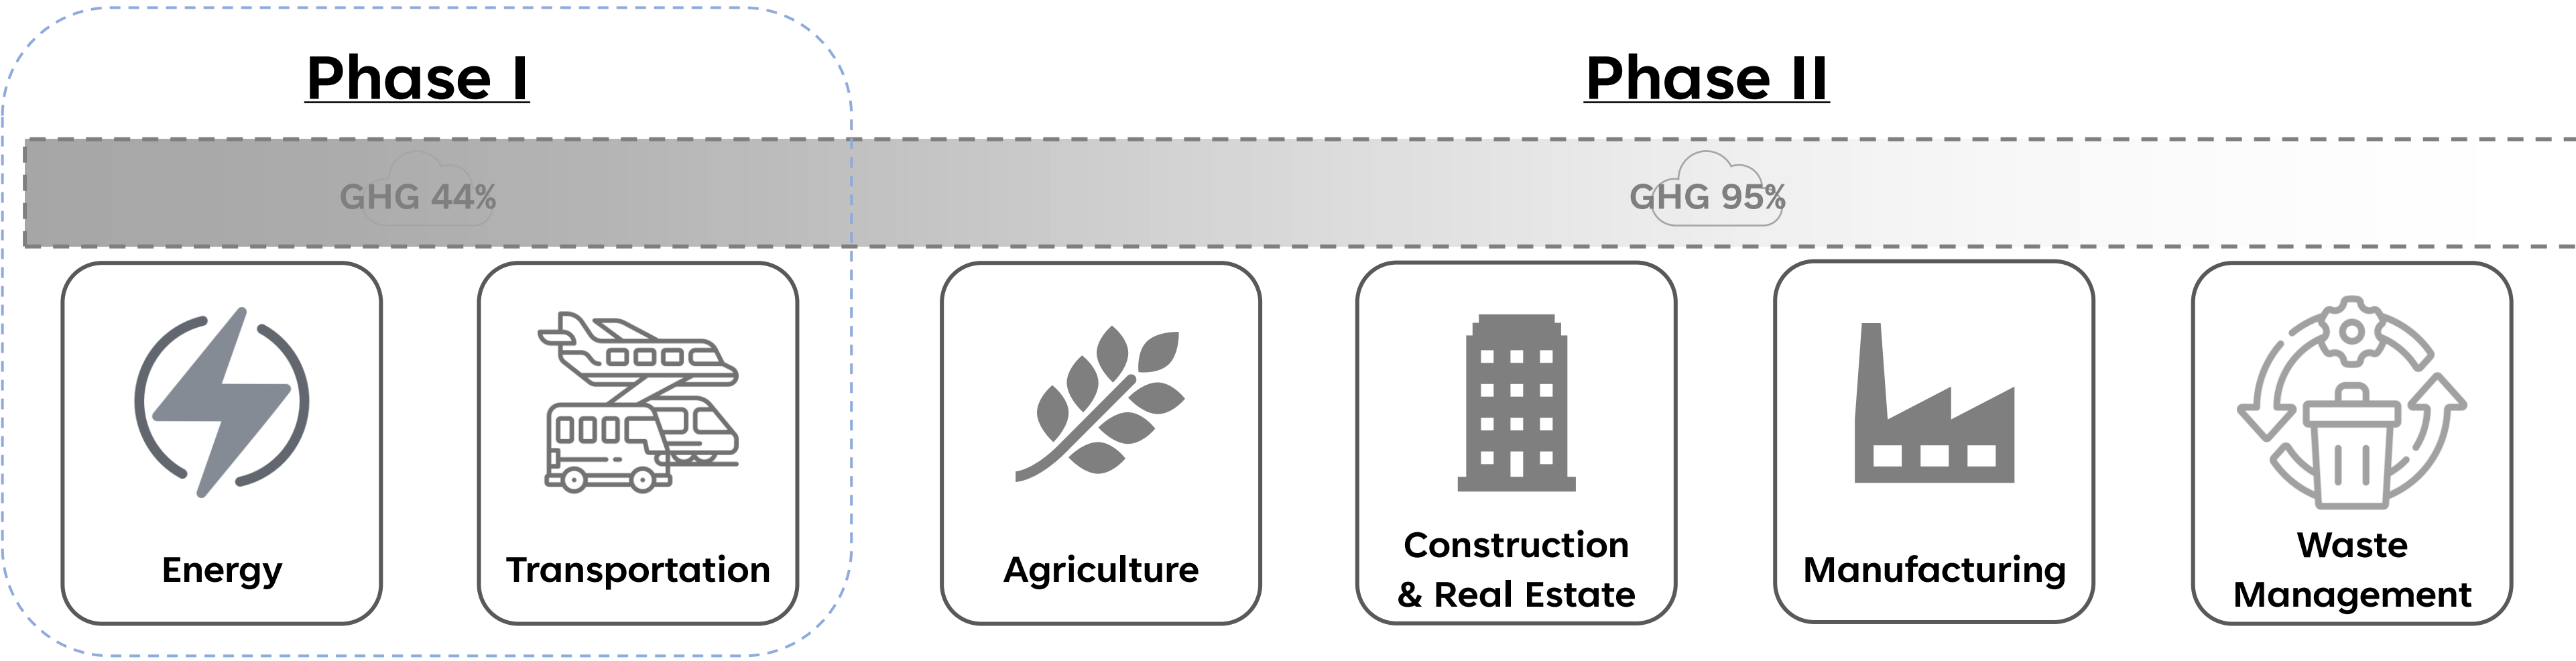 Phase I
Phase II
GHG 44%
GHG 95%
Energy
Transportation
Agriculture
Construction
& Real Estate
Manufacturing
Waste
Management